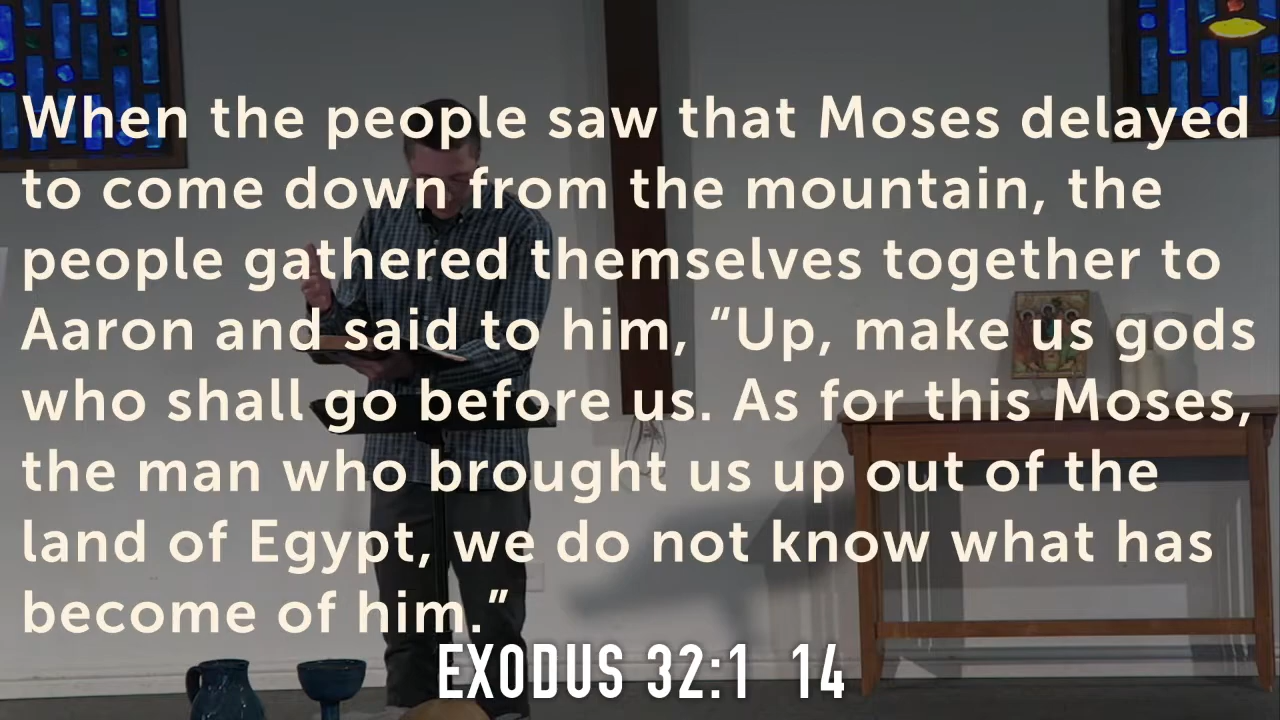 When the people saw that Moses delayed
to come down from the mountain, the
people gathered themselves together to
Aaron and said to him, “Up, make us gods
who shall go before us. As for this Moses,
the man who brought us up out of the
land of Egypt, we do not know what has
become of him.”
EXODUS 32:1 14